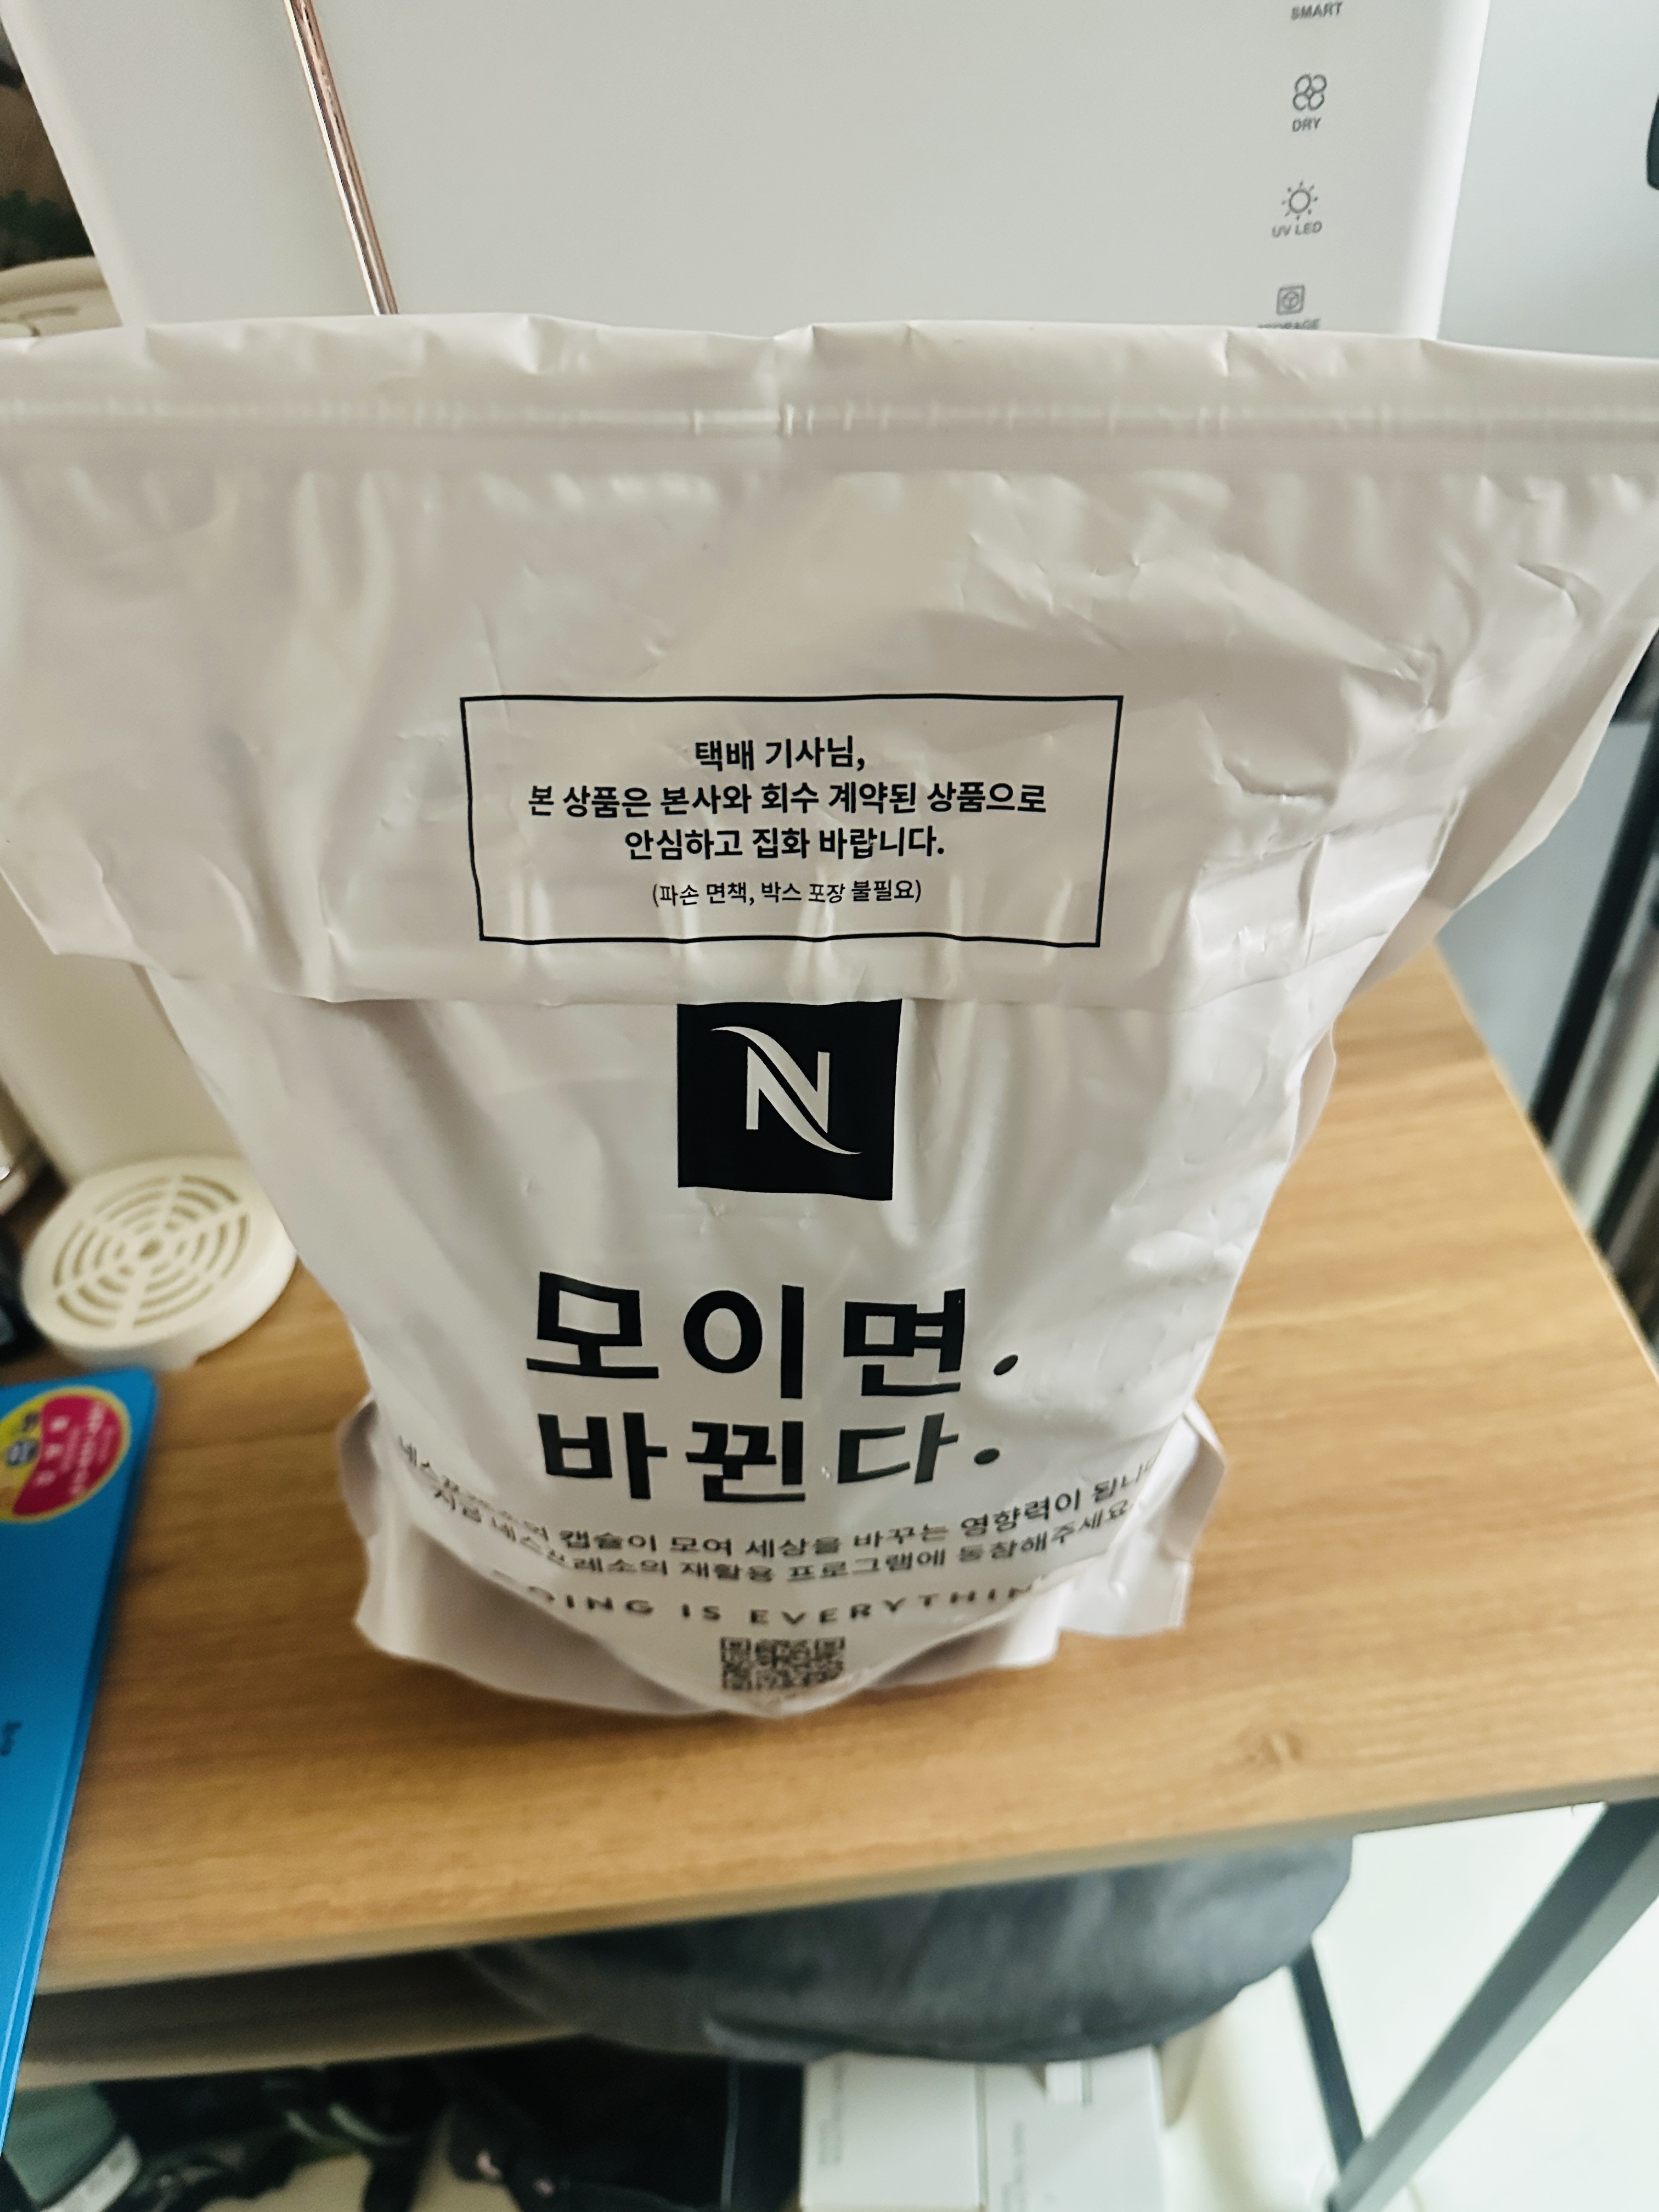 SMART
DRY
UV LED
택배 기사님,
본 상품은 본사와 회수 계약된 상품으로
안심하고 집화 바랍니다.
(파손 면책, 박스 포장 불필요)
N
모이면.
바뀐다.
캡슐이 모여 세상을 바꾸는 영향력이
네스프레소의 재활용 프로그램에 동참해주세요
IS